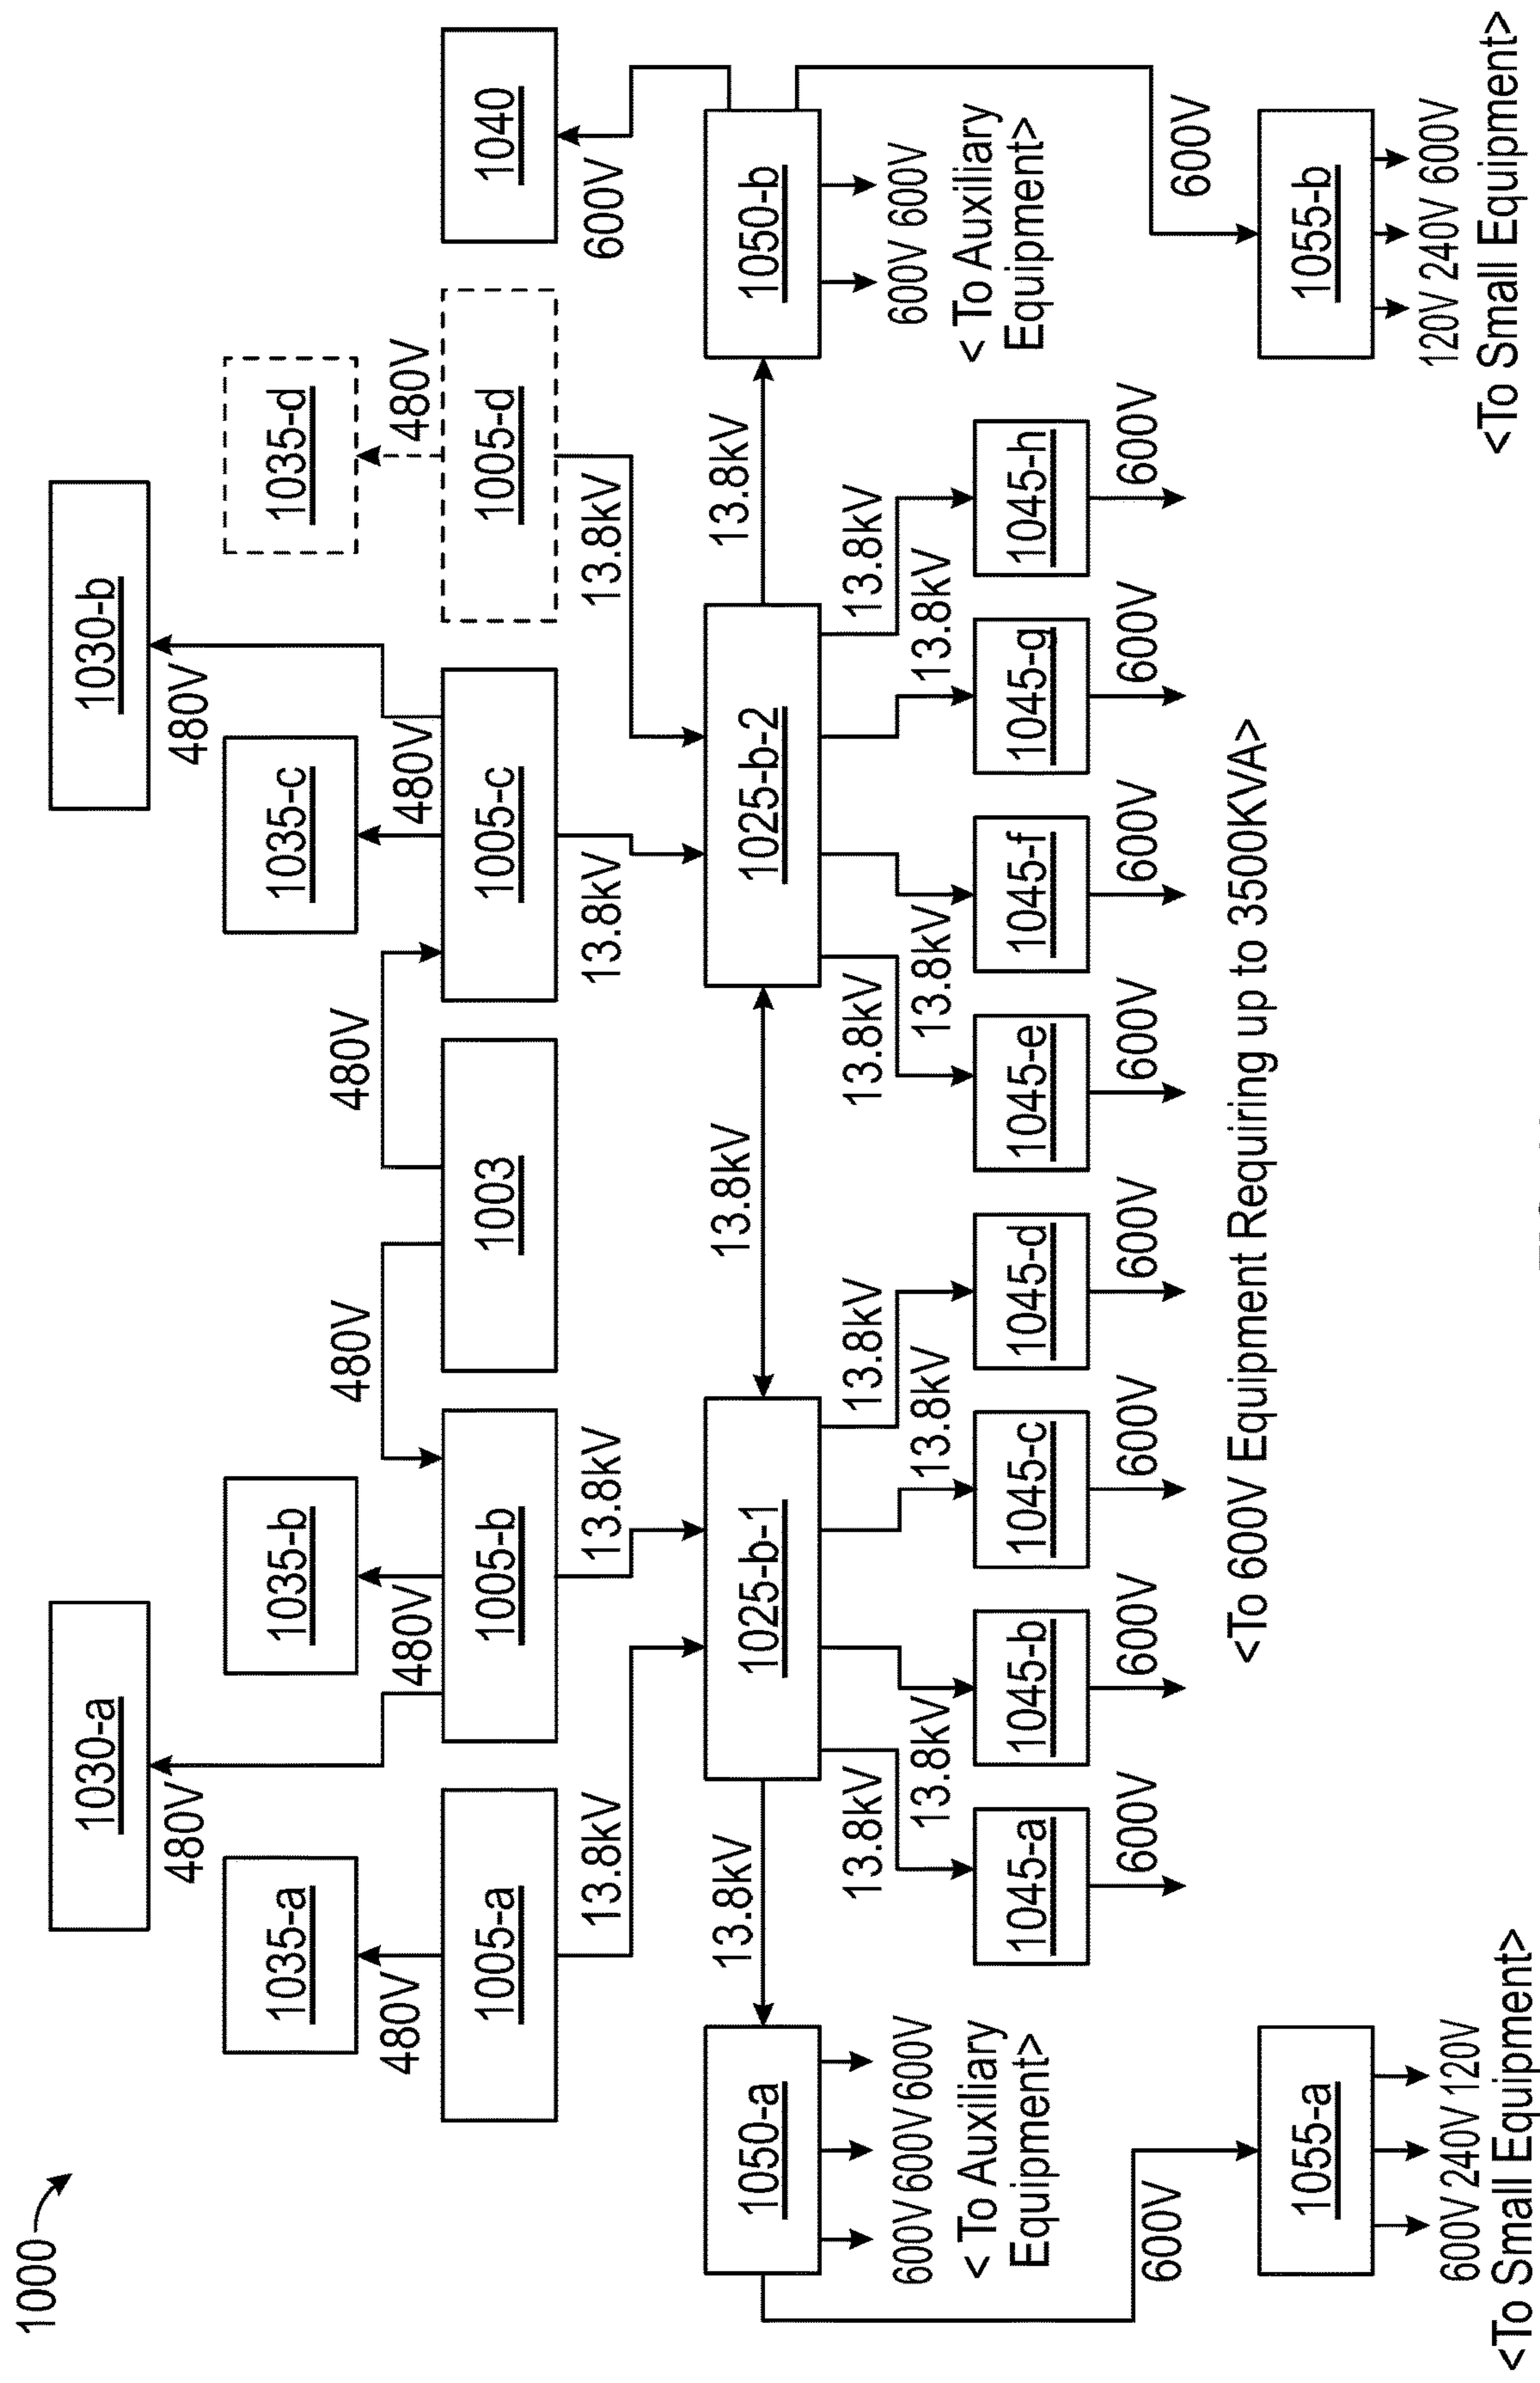 1000
1030-a
1030-b
480V
480V
1035-a
1035-b
1035-c
1035-d
480V
480V
480V
480V
480V
480V
1005-a
1005-b
1003
1005-c
1005-d
1040
13.8kV
13.8kV
13.8kV
13.8kV
600V
1050-a
13.8kV
1025-b-1
13.8kV
1025-b-2
13.8kV
1050-b
600V 600V 600V
< To Auxiliary
Equipment>
13.8kV
13.8kV
13.8kV
13.8kV
13.8kV
13.8kV
13.8kV
13.8kV
600V 600V
< To Auxiliary
Equipment>
1045-a
1045-b
1045-c
1045-d
1045-e
1045-f
1045-g
1045-h
600V
600V
600V
600V
600V
600V
600V
600V
600V
600V
<To 600V Equipment Requiring up to 3500KVA>
1055-a
1055-b
600V 240V 120V
<To Small Equipment>
120V 240V 600V
<To Small Equipment>